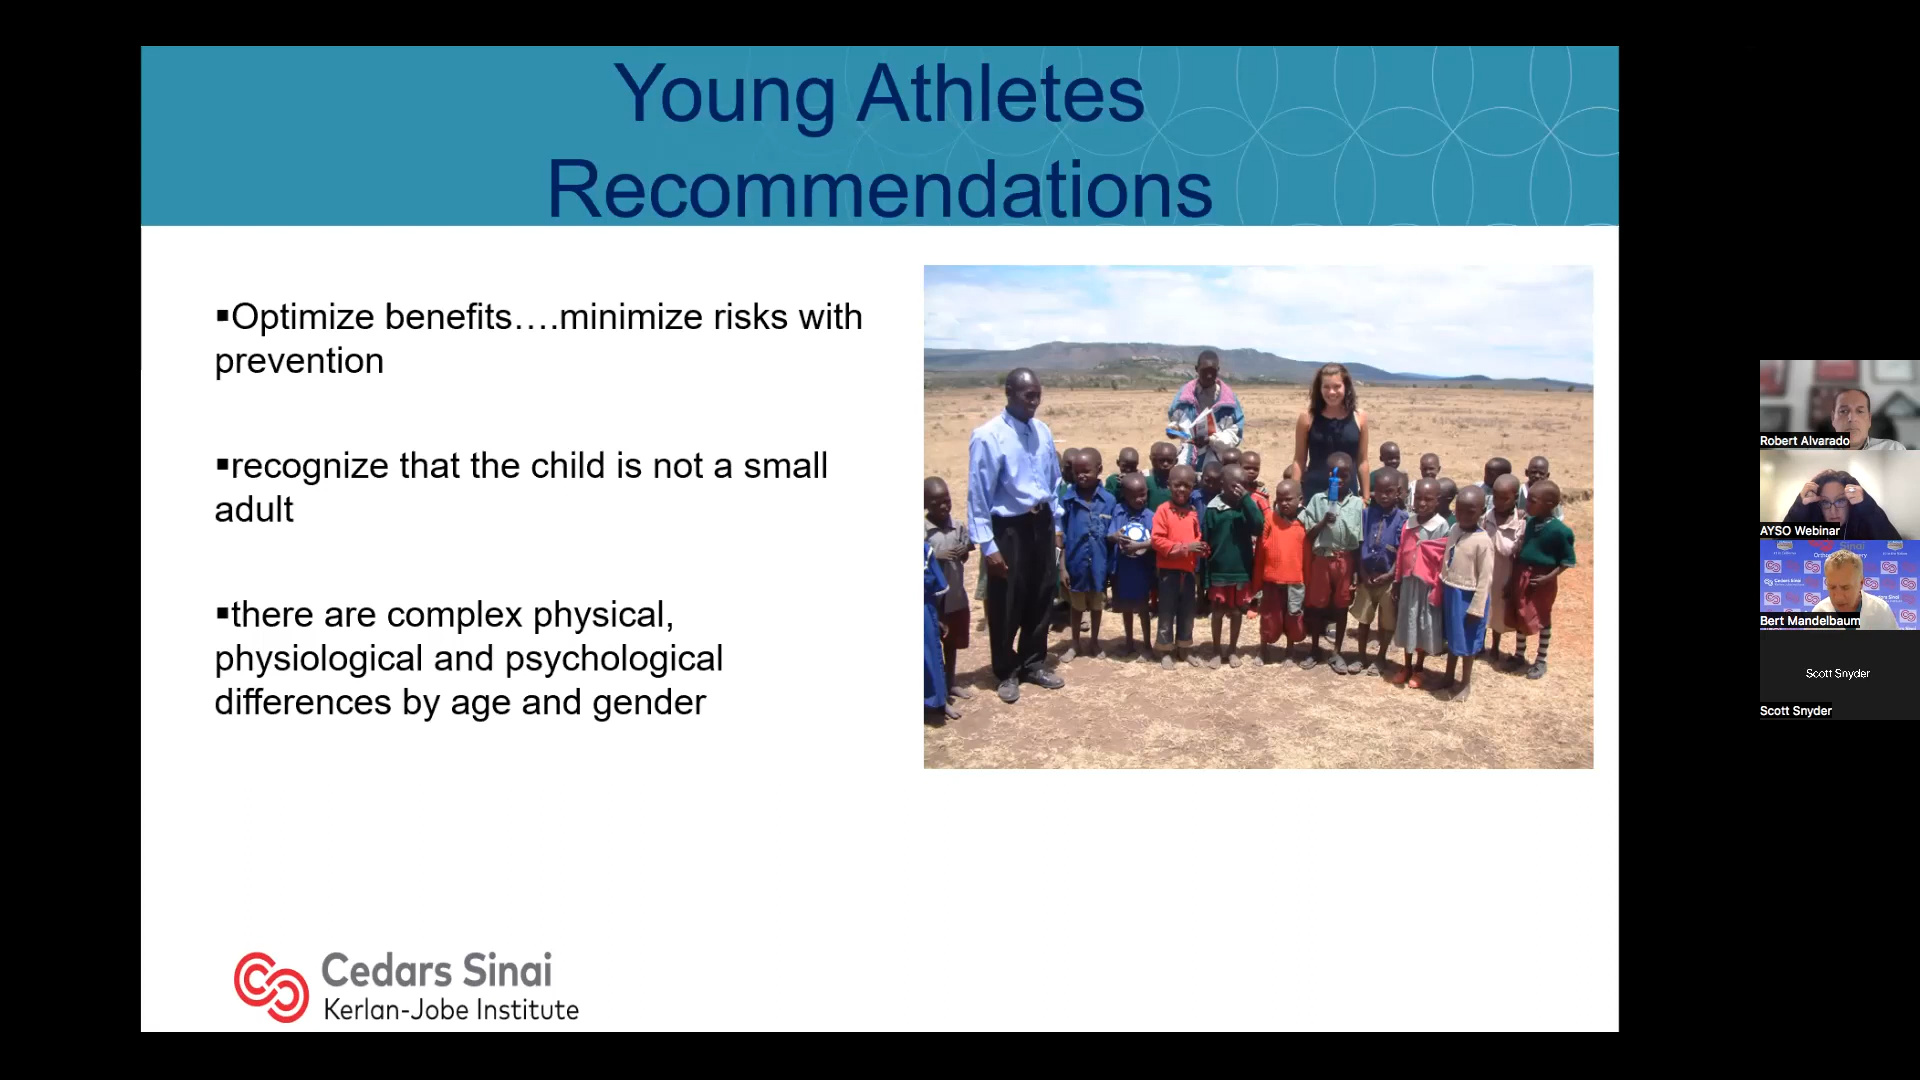 Young Athletes
Recommendations
▪Optimize benefits….minimize risks with
prevention
▪recognize that the child is not a small
adult
▪there are complex physical,
physiological and psychological
differences by age and gender
Cedars Sinai
Kerlan-Jobe Institute
Robert Alvarado
AYSO Webinar
Sinai
Bert Mandelbaum
Scott Snyder
Scott Snyder